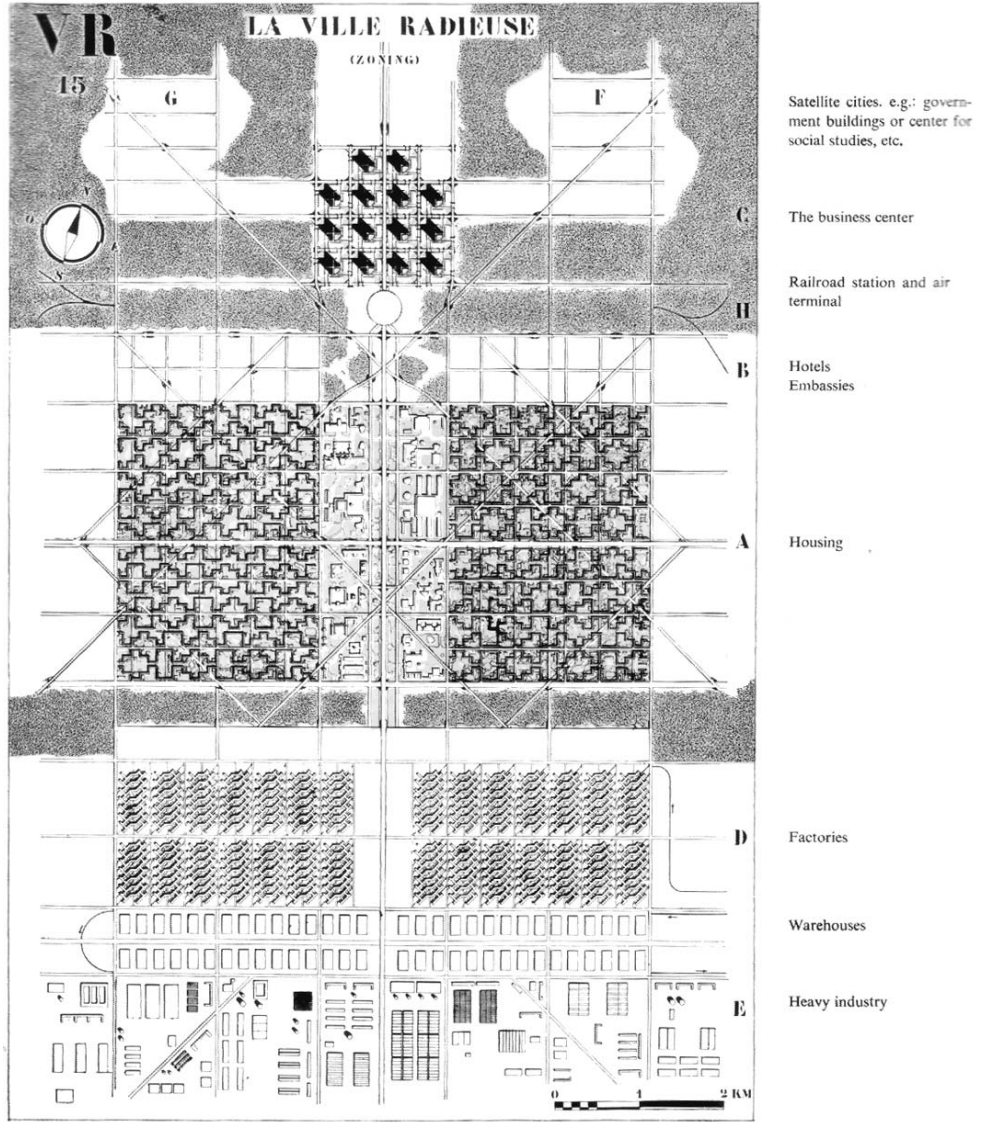 VR
LA VILLE RADIEUSE
(ZONING)
15
G
F
Satellite cities. e.g.: govern-
ment buildings or center for
social studies, etc.
N
O
S
C
The business center
Railroad station and air
terminal
H
B
Hotels
Embassies
A
Housing
D
Factories
Warehouses
E
Heavy industry
0 1 2 KM